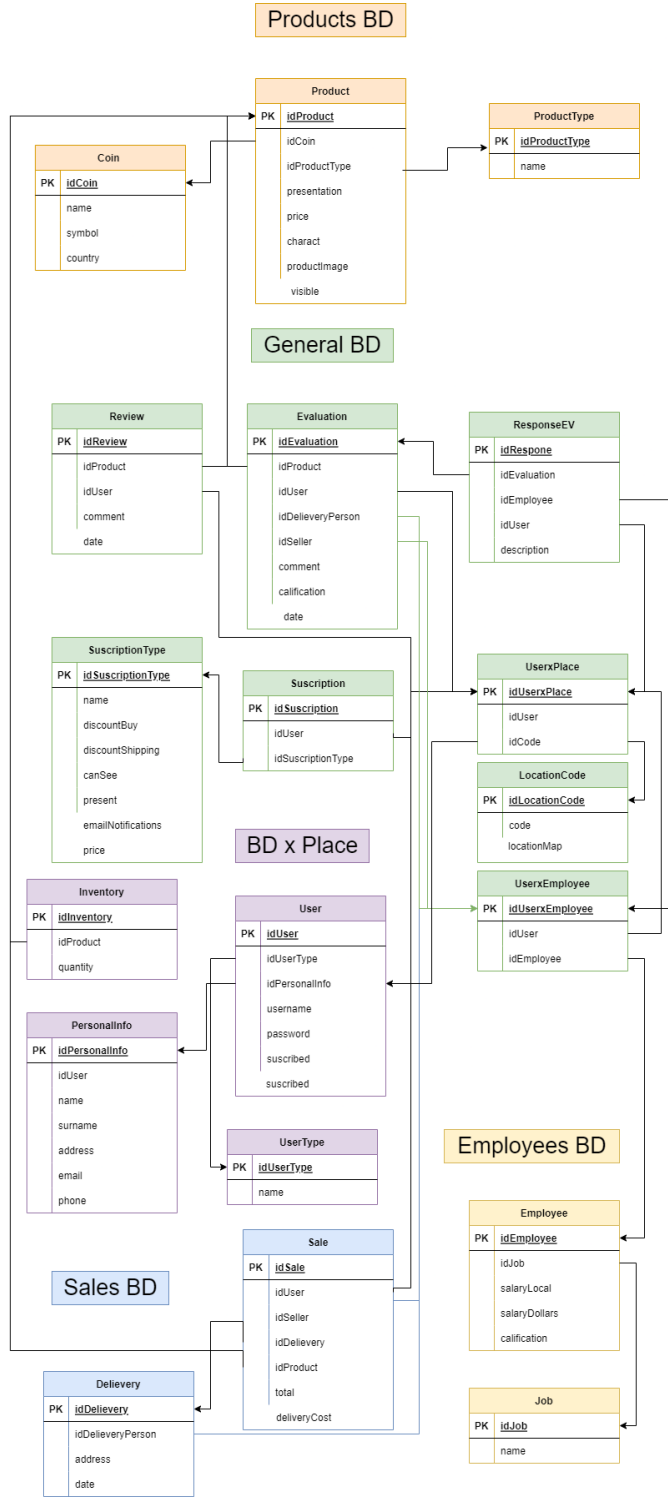 Products BD
Product
PK idProduct
idCoin
idProductType
presentation
price
charact
productImage
visible
ProductType
PK idProductType
name
Coin
PK idCoin
name
symbol
country
General BD
Review
PK idReview
idProduct
idUser
comment
date
Evaluation
PK idEvaluation
idProduct
idUser
idDelieveryPerson
idSeller
comment
calification
date
ResponseEV
PK idRespone
idEvaluation
idEmployee
idUser
description
SuscriptionType
PK idSuscriptionType
name
discountBuy
discountShipping
canSee
present
emailNotifications
price
Suscription
PK idSuscription
idUser
idSuscriptionType
UserxPlace
PK idUserxPlace
idUser
idCode
LocationCode
PK idLocationCode
code
locationMap
BD x Place
UserxEmployee
PK idUserxEmployee
idUser
idEmployee
Inventory
PK idInventory
idProduct
quantity
User
PK idUser
idUserType
idPersonalInfo
username
password
suscribed
suscribed
PersonalInfo
PK idPersonalInfo
idUser
name
surname
address
email
phone
UserType
PK idUserType
name
Employees BD
Employee
PK idEmployee
idJob
salaryLocal
salaryDollars
calification
Sales BD
Sale
PK idSale
idUser
idSeller
idDelievery
idProduct
total
deliveryCost
Delievery
PK idDelievery
idDelieveryPerson
address
date
Job
PK idJob
name